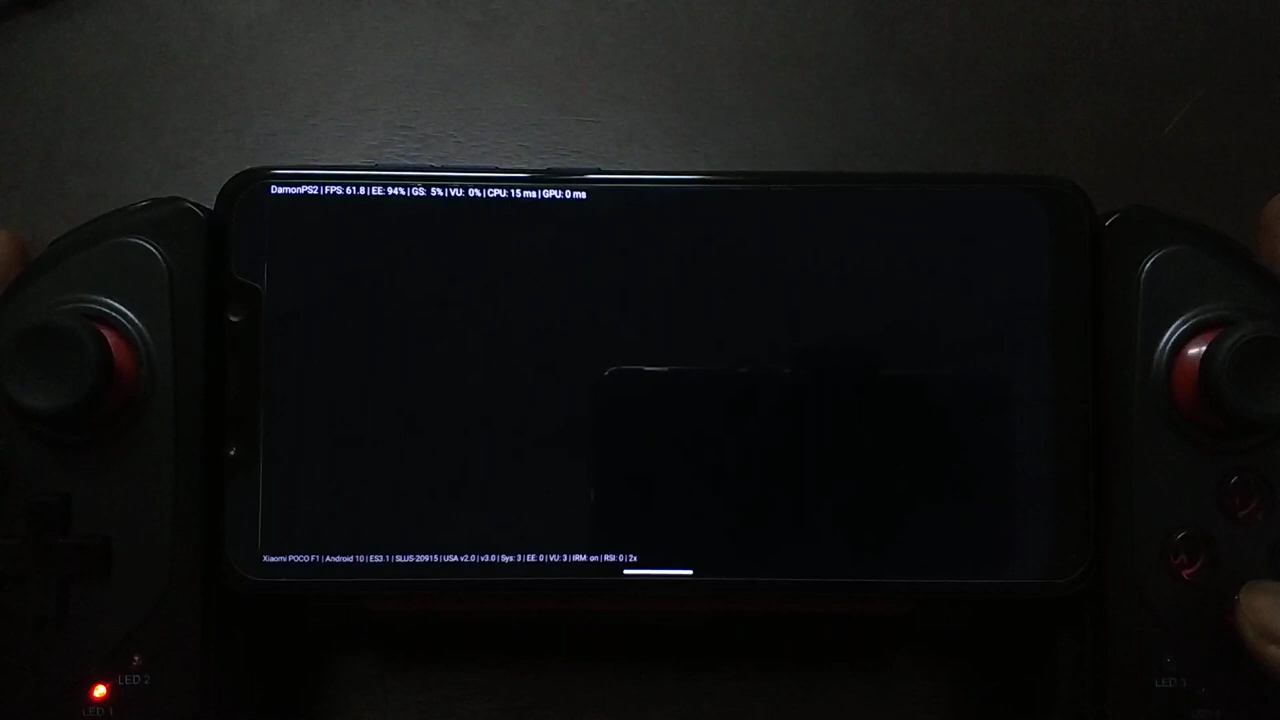 DamonPS2 | FPS: 61.8 | EE: 94% | GS: 5% | VU: 0% | CPU: 15 ms | GPU: 0 ms
Xiaomi POCO F1 | Android 10 | ES3.1 | SLUS-20915 | USA v2.0 | v3.0 | Sys: 3 | EE: 0 | VU: 3 | IRM: on | RSI: 0 | 2x
LED 2
LED 1